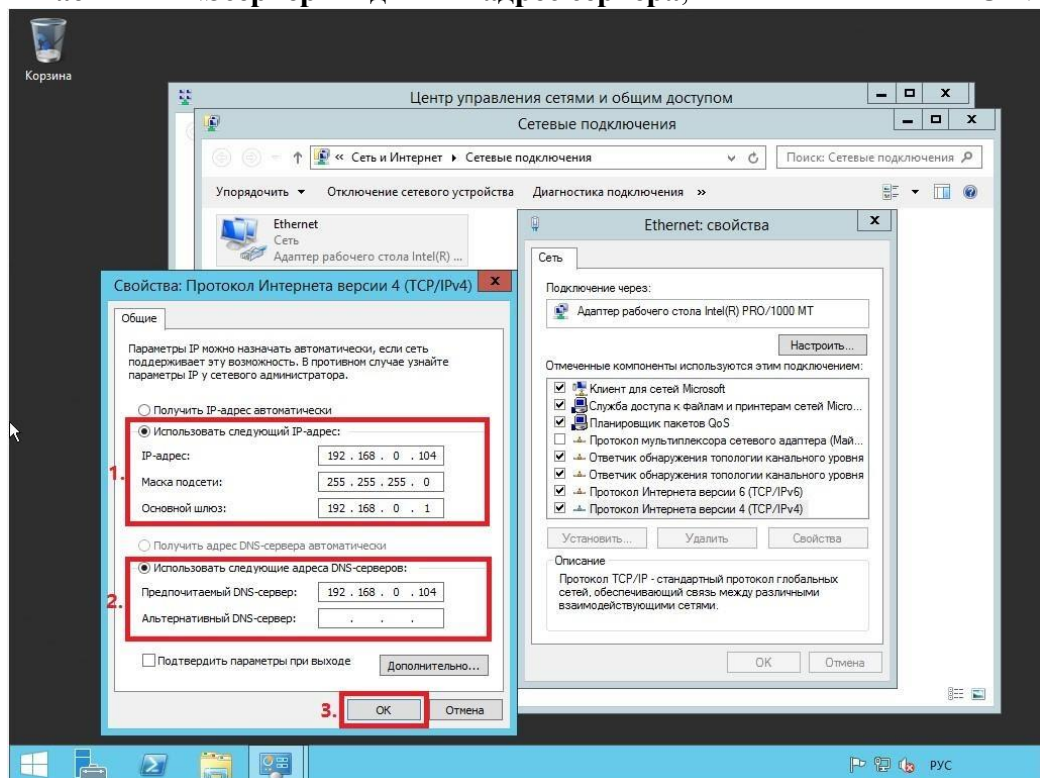 сервер
адрес сервера,
Корзина
Центр управления сетями и общим доступом
Сетевые подключения
« Сеть и Интернет ▸ Сетевые подключения
Поиск: Сетевые подключения
Упорядочить ▾ Отключение сетевого устройства Диагностика подключения »
Ethernet
Сеть
Адаптер рабочего стола Intel(R) ...
Ethernet: свойства
Сеть
Подключение через:
Адаптер рабочего стола Intel(R) PRO/1000 MT
Настроить...
Отмеченные компоненты используются этим подключением:
Клиент для сетей Microsoft
Служба доступа к файлам и принтерам сетей Micro...
Планировщик пакетов QoS
Протокол мультиплексора сетевого адаптера (Май...
Ответчик обнаружения топологии канального уровня
Ответчик обнаружения топологии канального уровня
Протокол Интернета версии 6 (TCP/IPv6)
Протокол Интернета версии 4 (TCP/IPv4)
Установить... Удалить Свойства
Описание
Протокол TCP/IP - стандартный протокол глобальных
сетей, обеспечивающий связь между различными
взаимодействующими сетями.
OK Отмена
Свойства: Протокол Интернета версии 4 (TCP/IPv4)
Общие
Параметры IP можно назначать автоматически, если сеть
поддерживает эту возможность. В противном случае узнайте
параметры IP у сетевого администратора.
Получить IP-адрес автоматически
Использовать следующий IP-адрес:
1.
IP-адрес: 192 . 168 . 0 . 104
Маска подсети: 255 . 255 . 255 . 0
Основной шлюз: 192 . 168 . 0 . 1
Получить адрес DNS-сервера автоматически
Использовать следующие адреса DNS-серверов:
2.
Предпочитаемый DNS-сервер: 192 . 168 . 0 . 104
Альтернативный DNS-сервер: . . .
Подтвердить параметры при выходе
Дополнительно...
3. OK Отмена
РУС